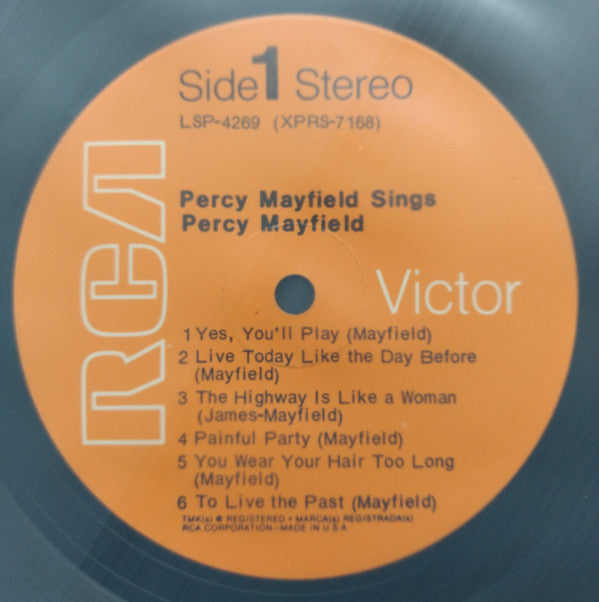 Side 1 Stereo
LSP-4269 (XPRS-7168)
Percy Mayfield Sings
Percy Mayfield
RCA
Victor
1 Yes, You'll Play (Mayfield)
2 Live Today Like the Day Before
(Mayfield)
3 The Highway Is Like a Woman
(James-Mayfield)
4 Painful Party (Mayfield)
5 You Wear Your Hair Too Long
(Mayfield)
6 To Live the Past (Mayfield)
TMK(s) ® REGISTERED • MARCA(s) REGISTRADA(s)
RCA CORPORATION–MADE IN U.S.A